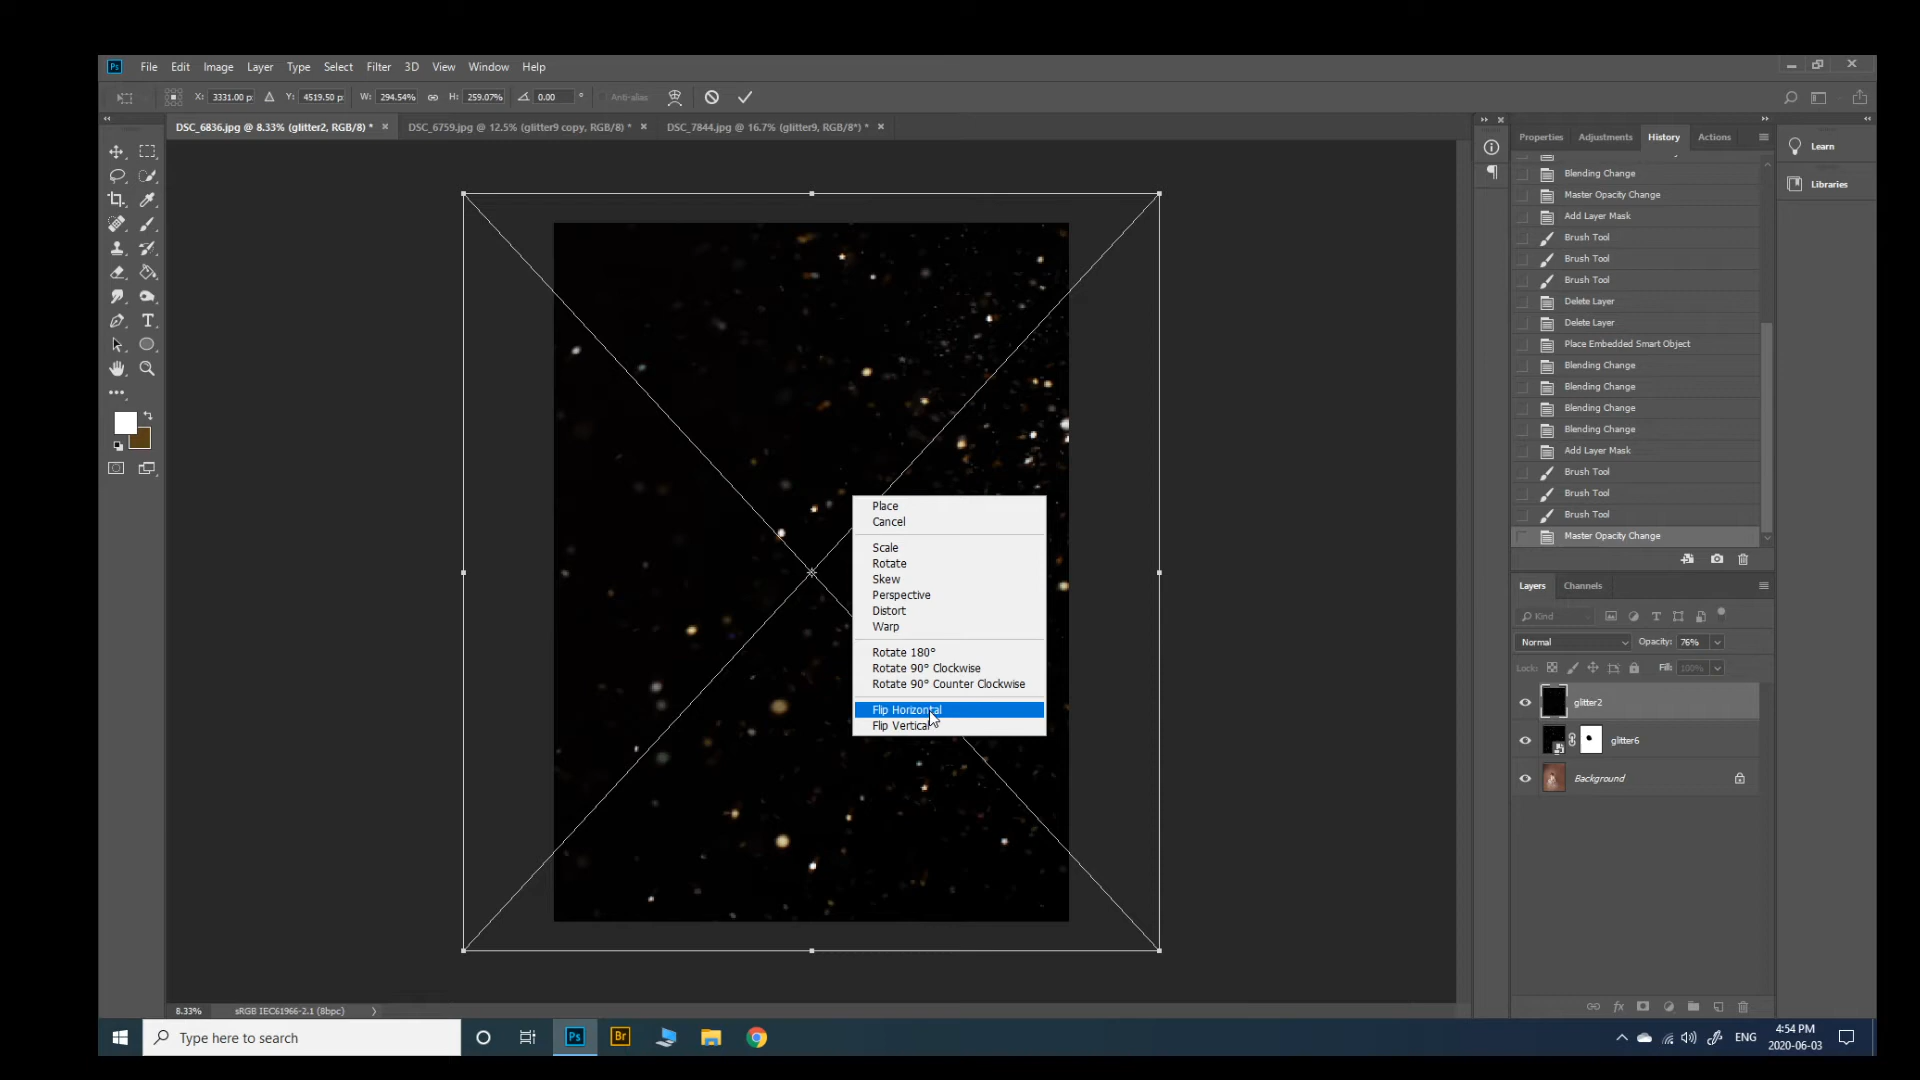 Ps File Edit Image Layer Type Select Filter 3D View Window Help
X: 3331.00 p: Y: 4519.50 p: W: 294.54% H: 259.07% 0.00 ° Anti-alias
DSC_6836.jpg @ 8.33% (glitter2, RGB/8) * × DSC_6759.jpg @ 12.5% (glitter9 copy, RGB/8) * × DSC_7844.jpg @ 16.7% (glitter9, RGB/8*) * ×
Properties Adjustments History Actions
Learn
Libraries
Blending Change
Master Opacity Change
Add Layer Mask
Brush Tool
Brush Tool
Brush Tool
Delete Layer
Delete Layer
Place Embedded Smart Object
Blending Change
Blending Change
Blending Change
Blending Change
Add Layer Mask
Brush Tool
Brush Tool
Brush Tool
Master Opacity Change
Place
Cancel
Scale
Rotate
Skew
Perspective
Distort
Warp
Rotate 180°
Rotate 90° Clockwise
Rotate 90° Counter Clockwise
Flip Horizontal
Flip Vertical
Layers Channels
Kind
Normal Opacity: 76%
Lock: Fill: 100%
glitter2
glitter6
Background
8.33% sRGB IEC61966-2.1 (8bpc)
Type here to search
Ps Br
ENG
4:54 PM
2020-06-03